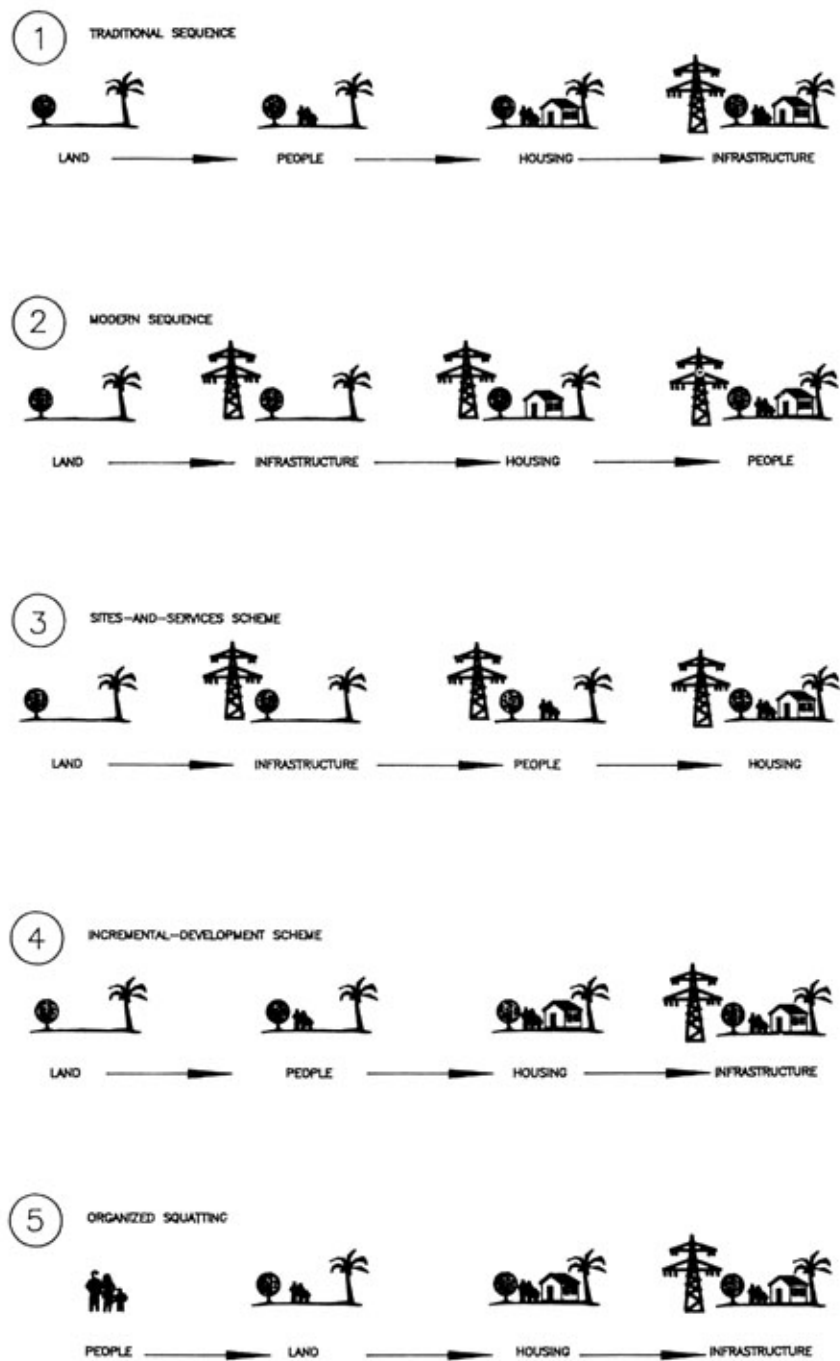 1 TRADITIONAL SEQUENCE
LAND PEOPLE HOUSING INFRASTRUCTURE
2 MODERN SEQUENCE
LAND INFRASTRUCTURE HOUSING PEOPLE
3 SITES-AND-SERVICES SCHEME
LAND INFRASTRUCTURE PEOPLE HOUSING
4 INCREMENTAL-DEVELOPMENT SCHEME
LAND PEOPLE HOUSING INFRASTRUCTURE
5 ORGANIZED SQUATTING
PEOPLE LAND HOUSING INFRASTRUCTURE